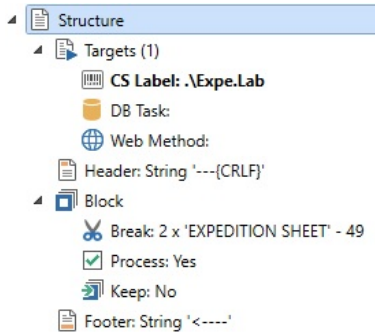 Structure
Targets (1)
CS Label: .\Expe.Lab
DB Task:
Web Method:
Header: String '---{CRLF}'
Block
Break: 2 x 'EXPEDITION SHEET' - 49
Process: Yes
Keep: No
Footer: String '<----'